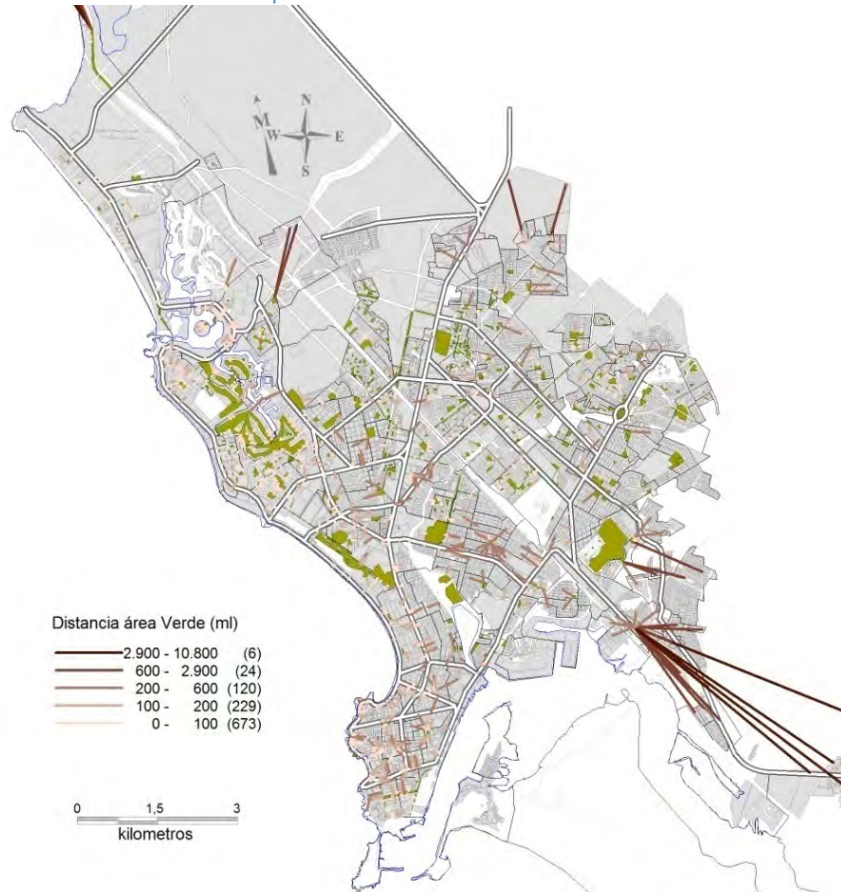 N
M
W
E
S
Distancia área Verde (ml)
2.900 - 10.800 (6)
600 - 2.900 (24)
200 - 600 (120)
100 - 200 (229)
0 - 100 (673)
0 1,5 3
kilometros